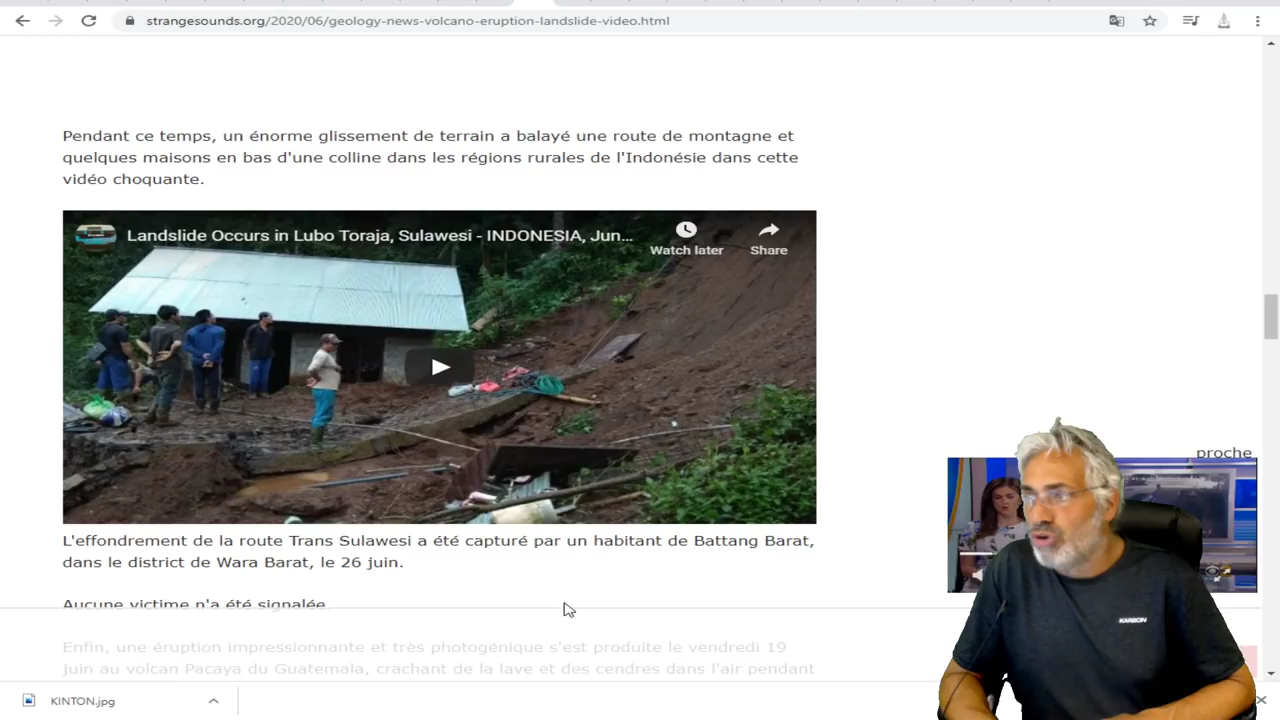 strangesounds.org/2020/06/geology-news-volcano-eruption-landslide-video.html
Pendant ce temps, un énorme glissement de terrain a balayé une route de montagne et
quelques maisons en bas d'une colline dans les régions rurales de l'Indonésie dans cette
vidéo choquante.
Landslide Occurs in Lubo Toraja, Sulawesi - INDONESIA, Jun...
Watch later
Share
proche
L'effondrement de la route Trans Sulawesi a été capturé par un habitant de Battang Barat,
dans le district de Wara Barat, le 26 juin.
Aucune victime n'a été signalée
KARBON
Enfin, une éruption impressionnante et très photogénique s'est produite le vendredi 19
juin au volcan Pacaya du Guatemala, crachant de la lave et des cendres dans l'air pendant
KINTON.jpg